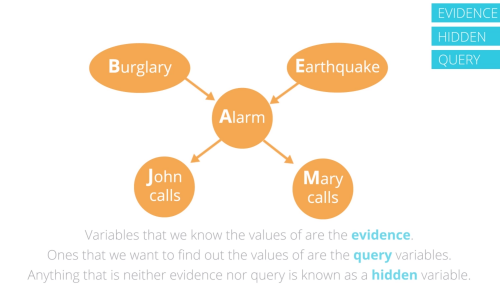 EVIDENCE
HIDDEN
QUERY
Burglary
Earthquake
Alarm
John
calls
Mary
calls
Variables that we know the values of are the evidence.
Ones that we want to find out the values of are the query variables.
Anything that is neither evidence nor query is known as a hidden variable.